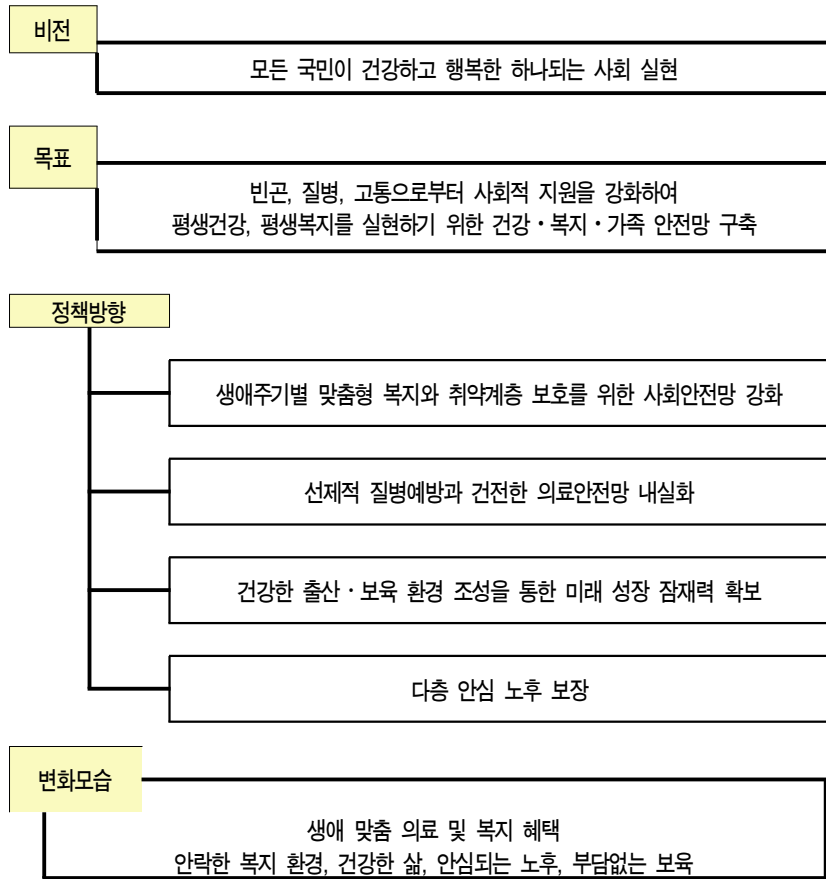 비전
모든 국민이 건강하고 행복한 하나되는 사회 실현
목표
빈곤, 질병, 고통으로부터 사회적 지원을 강화하여
평생건강, 평생복지를 실현하기 위한 건강・복지・가족 안전망 구축
정책방향
생애주기별 맞춤형 복지와 취약계층 보호를 위한 사회안전망 강화
선제적 질병예방과 건전한 의료안전망 내실화
건강한 출산・보육 환경 조성을 통한 미래 성장 잠재력 확보
다층 안심 노후 보장
변화모습
생애 맞춤 의료 및 복지 혜택
안락한 복지 환경, 건강한 삶, 안심되는 노후, 부담없는 보육